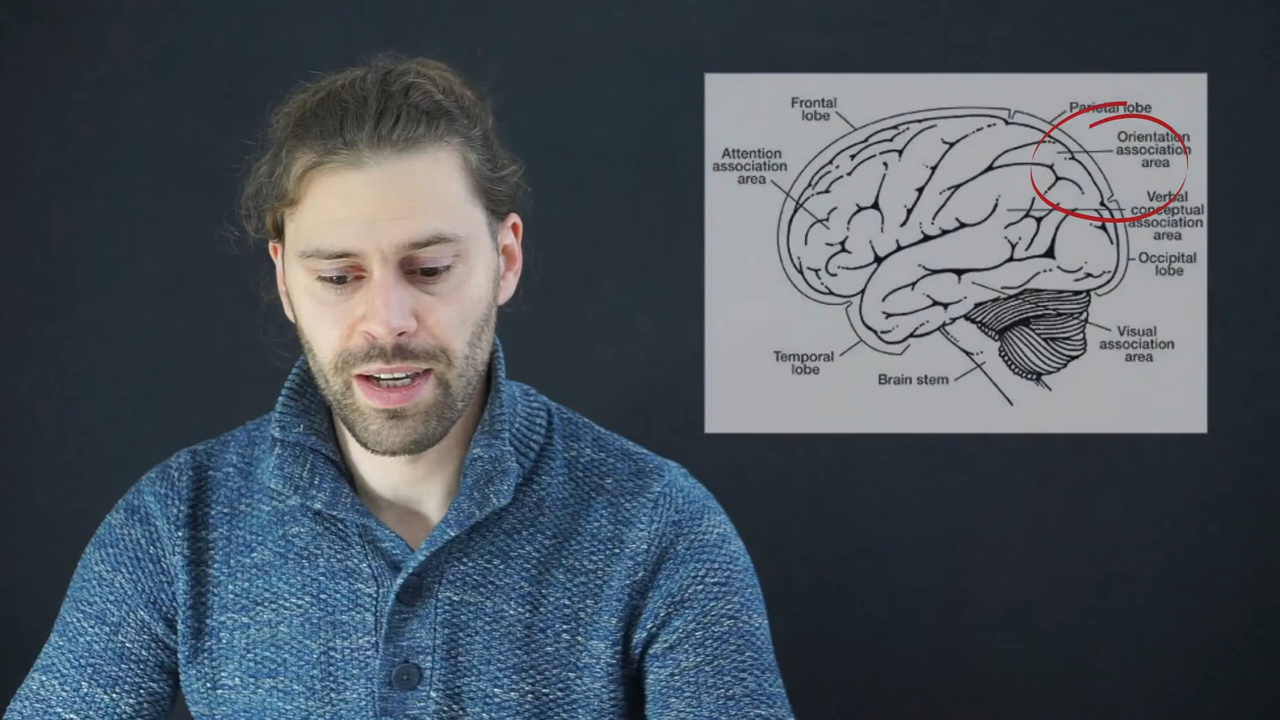 Frontal
lobe
Parietal lobe
Attention
association
area
Orientation
association
area
Verbal
conceptual
association
area
Occipital
lobe
Visual
association
area
Temporal
lobe
Brain stem